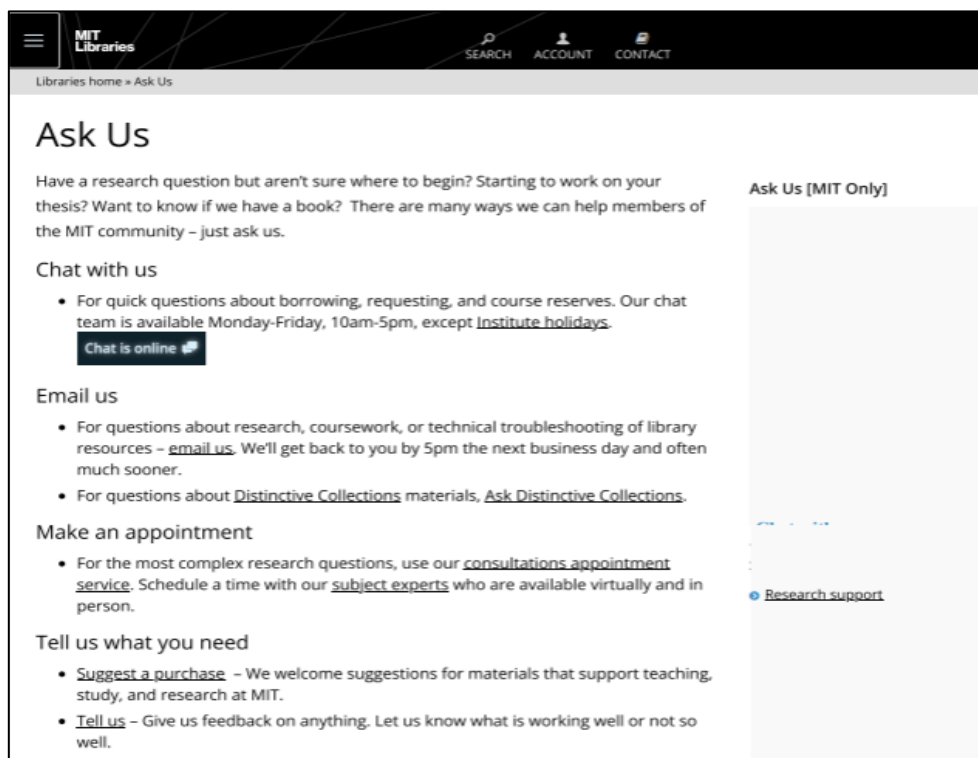 MIT
Libraries
SEARCH ACCOUNT CONTACT
Libraries home » Ask Us
Ask Us
Have a research question but aren't sure where to begin? Starting to work on your
thesis? Want to know if we have a book? There are many ways we can help members of
the MIT community – just ask us.
Chat with us
• For quick questions about borrowing, requesting, and course reserves. Our chat
team is available Monday-Friday, 10am-5pm, except Institute holidays.
Chat is online
Email us
• For questions about research, coursework, or technical troubleshooting of library
resources – email us. We'll get back to you by 5pm the next business day and often
much sooner.
• For questions about Distinctive Collections materials, Ask Distinctive Collections.
Make an appointment
• For the most complex research questions, use our consultations appointment
service. Schedule a time with our subject experts who are available virtually and in
person.
Tell us what you need
• Suggest a purchase – We welcome suggestions for materials that support teaching,
study, and research at MIT.
• Tell us – Give us feedback on anything. Let us know what is working well or not so
well.
Ask Us [MIT Only]
Research support